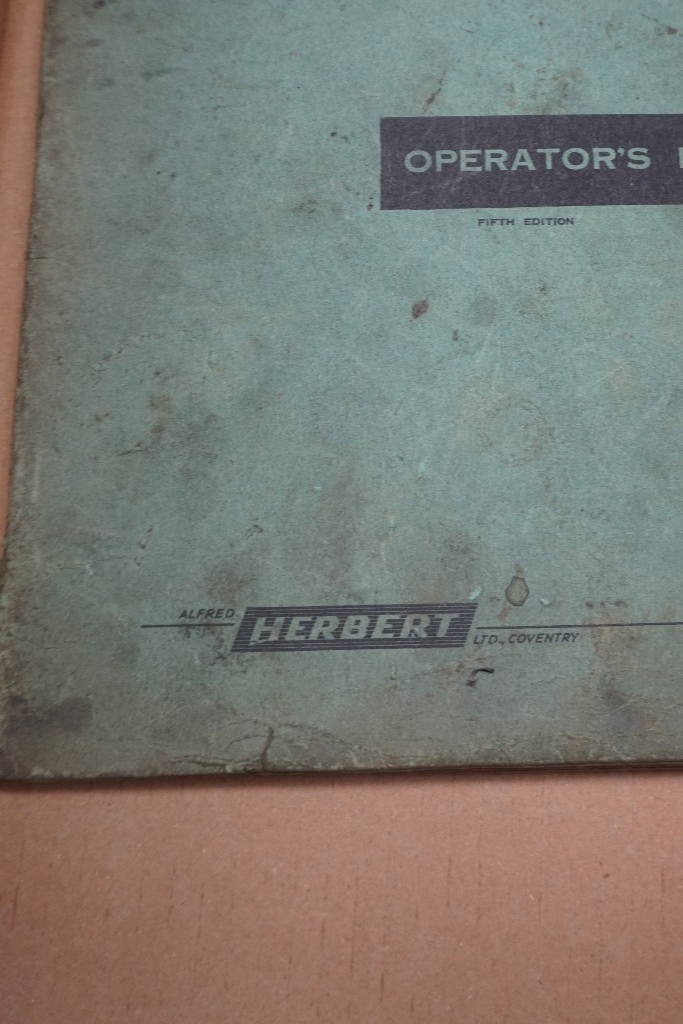 OPERATOR'S
FIFTH EDITION
ALFRED HERBERT LTD., COVENTRY